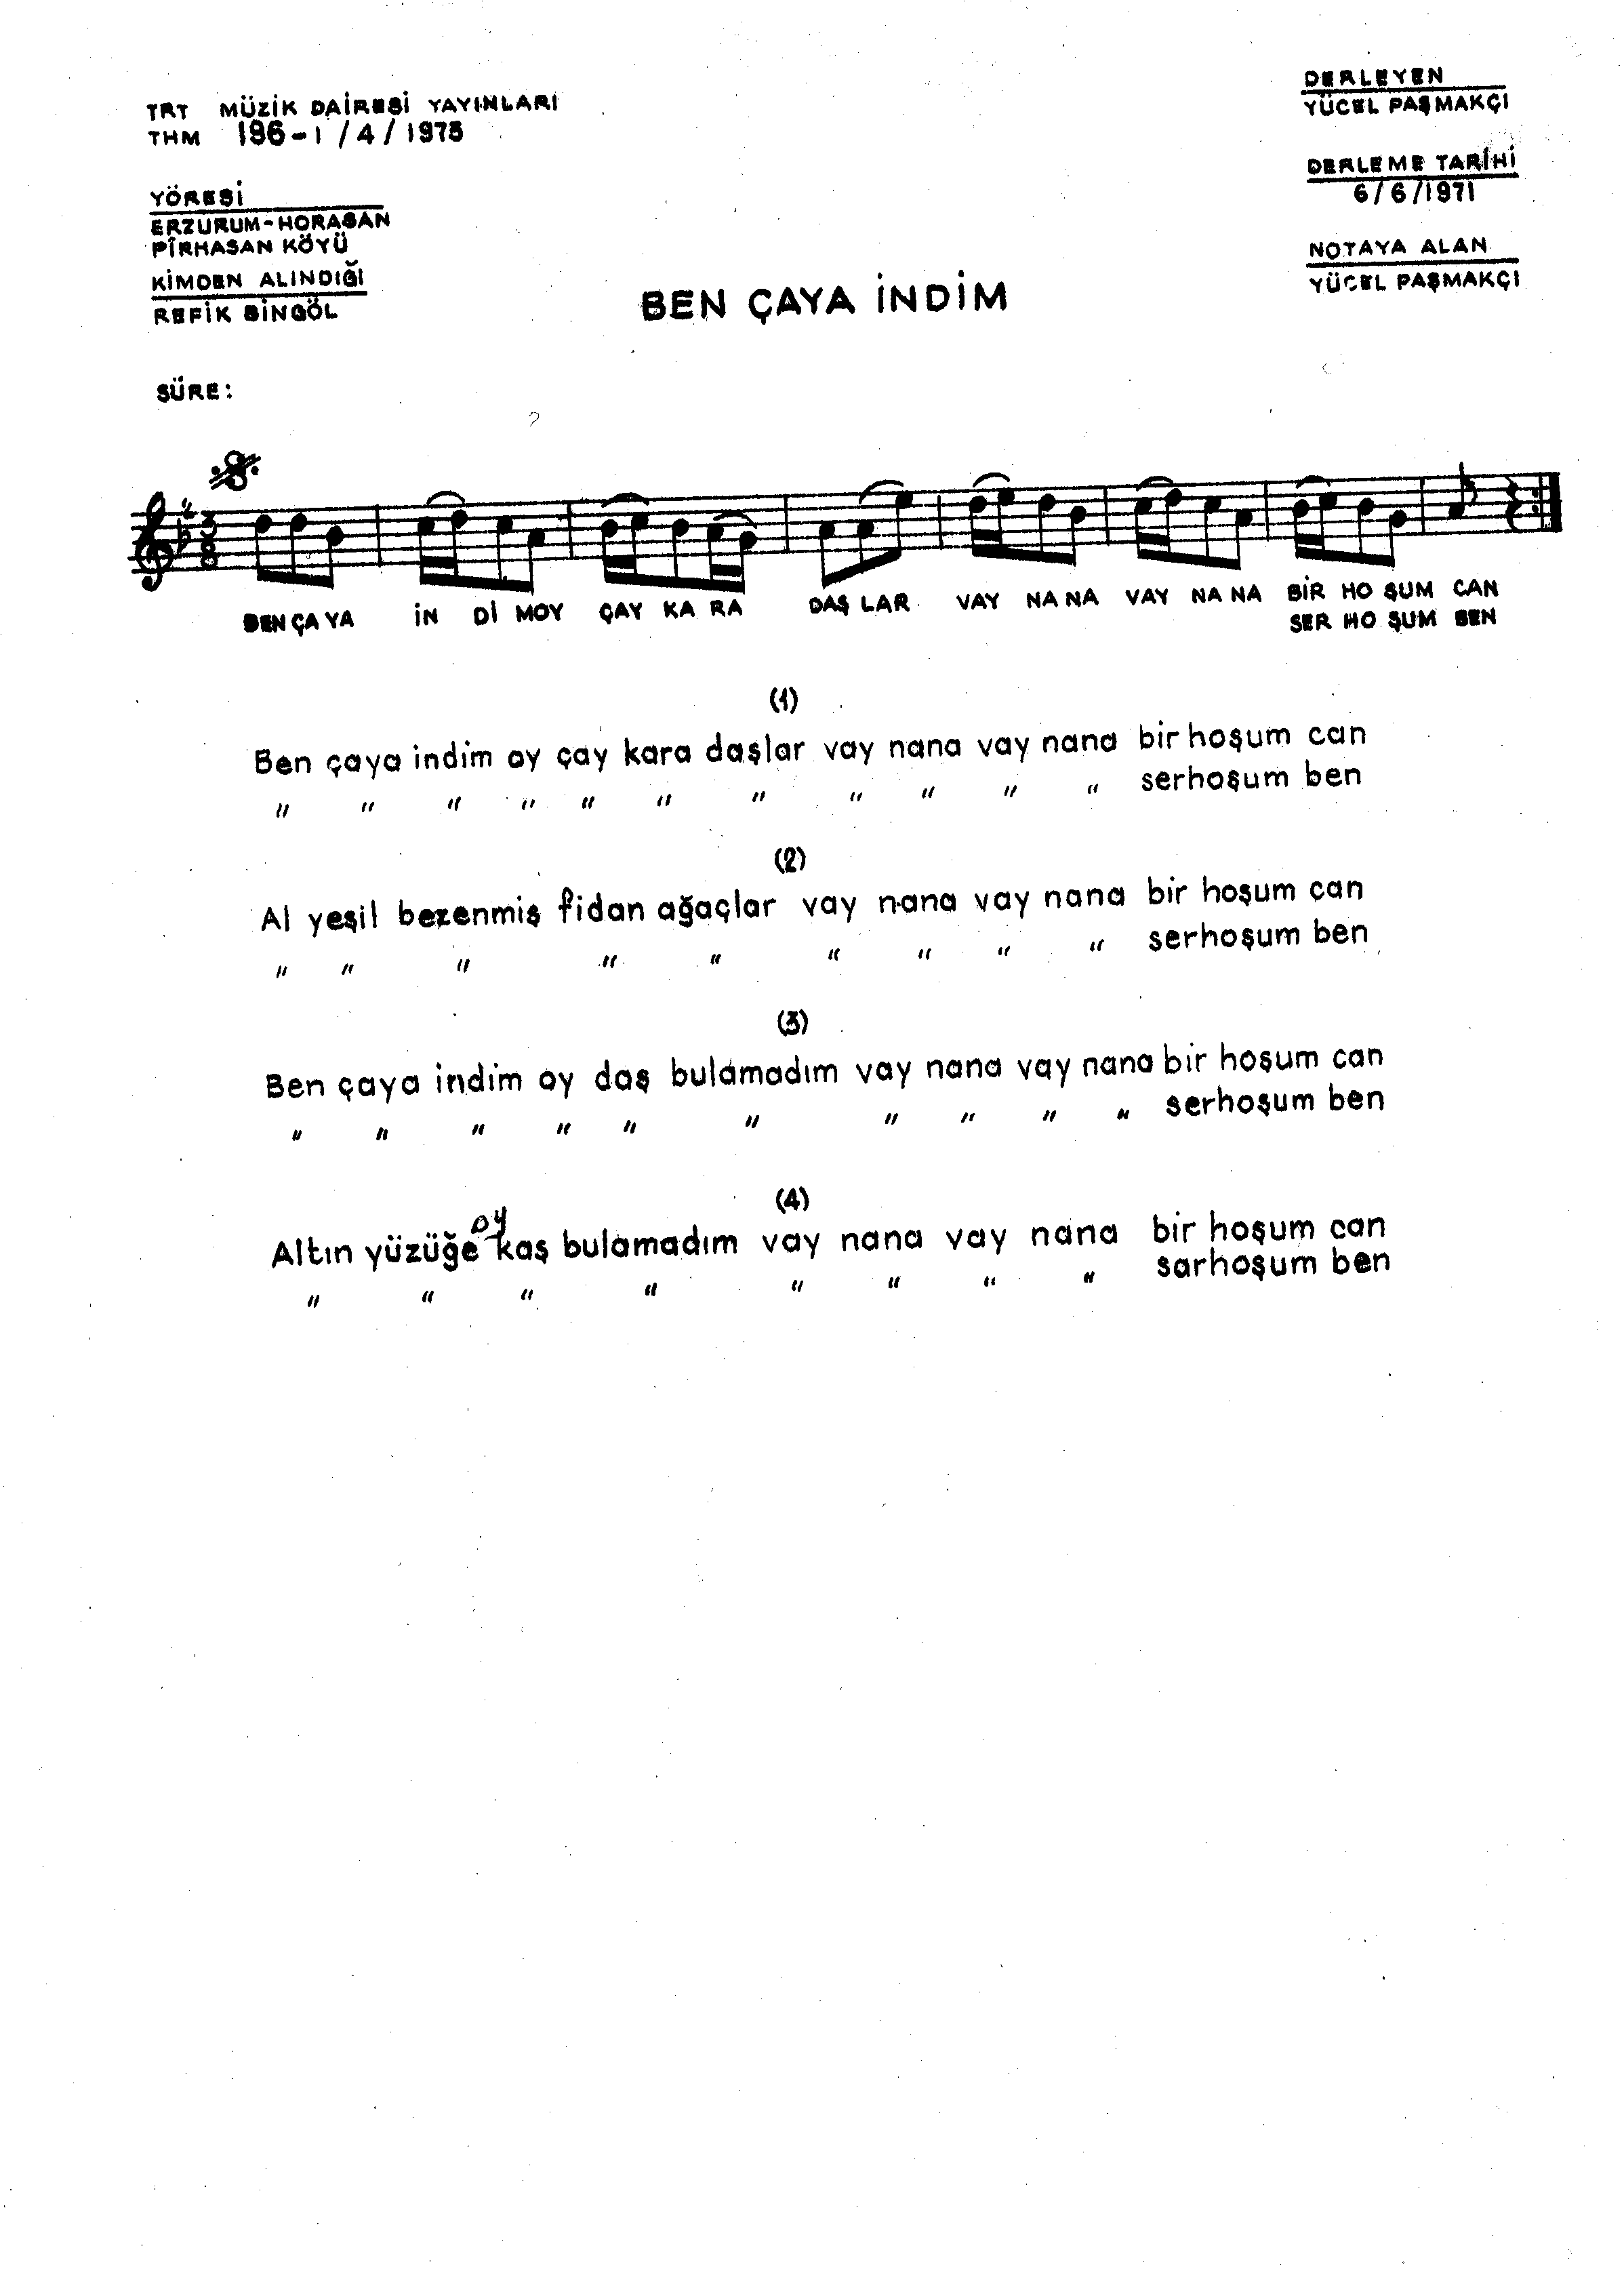 TRT MÜZİK DAİRESİ YAYINLARI
THM 196-1/4/1975
YÖRESİ
ERZURUM-HORASAN
PİRHASAN KÖYÜ
KİMDEN ALINDIĞI
REFİK BİNGÖL
SÜRE:
DERLEYEN
YÜCEL PAŞMAKÇI
DERLEME TARİHİ
6/6/1971
NOTAYA ALAN
YÜCEL PAŞMAKÇI
BEN ÇAYA İNDİM
BEN ÇA YA İN Dİ MOY ÇAY KA RA DAŞ LAR VAY NA NA VAY NA NA BİR HO ŞUM CAN
SER HO ŞUM BEN
(1)
Ben çaya indim oy çay kara daşlar vay nana vay nana bir hoşum can
" " " " " " " " " " " serhoşum ben
(2)
Al yeşil bezenmiş fidan ağaçlar vay nana vay nana bir hoşum can
" " " " " " " " " serhoşum ben
(3)
Ben çaya indim oy daş bulamadım vay nana vay nana bir hoşum can
" " " " " " " " " " serhoşum ben
(4)
Altın yüzüğe oy kaş bulamadım vay nana vay nana bir hoşum can
" " " " " " " " sarhoşum ben